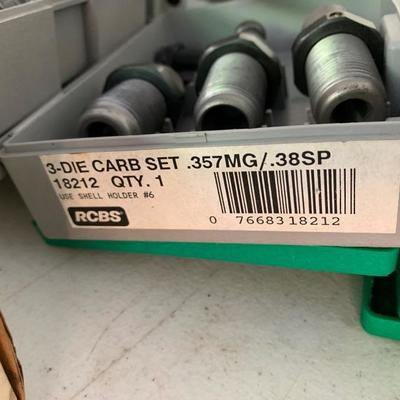 3-DIE CARB SET .357MG/.38SP
18212 QTY. 1
USE SHELL HOLDER #6
RCBS
0 7668318212